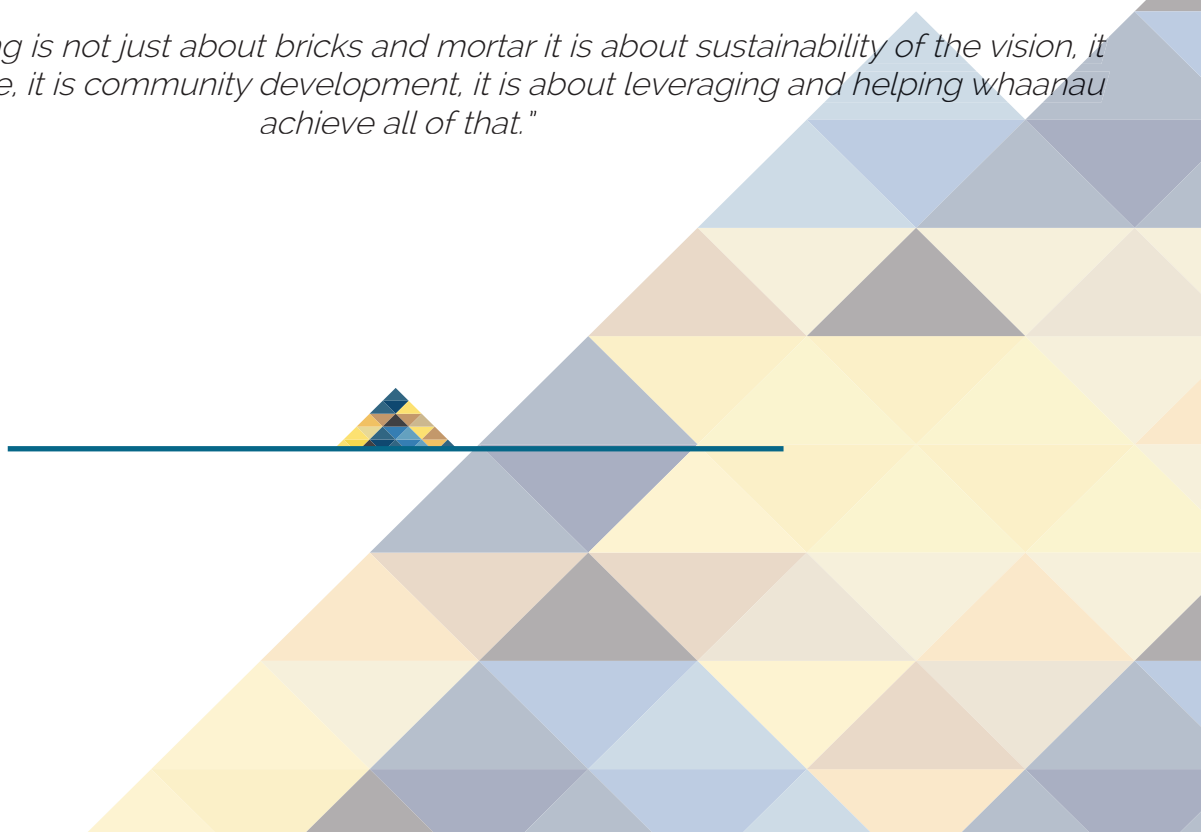 is not just about bricks and mortar it is about sustainability of the vision, it
it is community development, it is about leveraging and helping whaanau
achieve all of that."